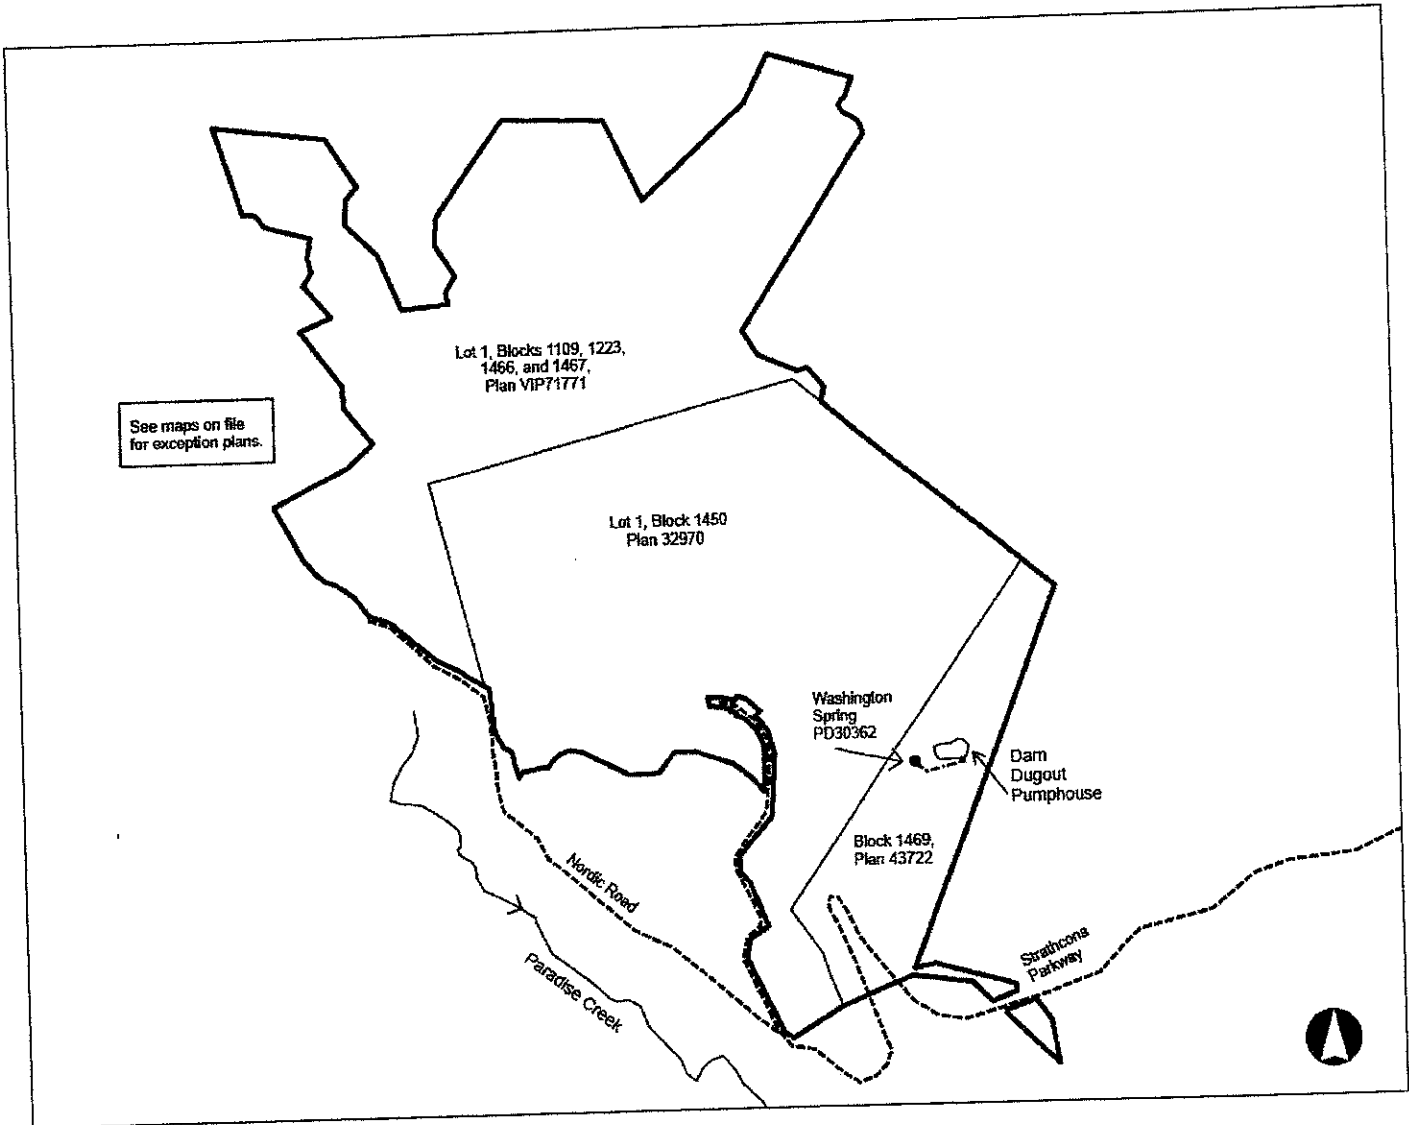 Lot 1, Blocks 1109, 1223,
1466, and 1467,
Plan VIP71771
See maps on file
for exception plans.
Lot 1, Block 1450
Plan 32970
Washington
Spring
PD30362
Dam
Dugout
Pumphouse
Block 1469,
Plan 43722
Nordic Road
Strathcona
Parkway
Paradise Creek